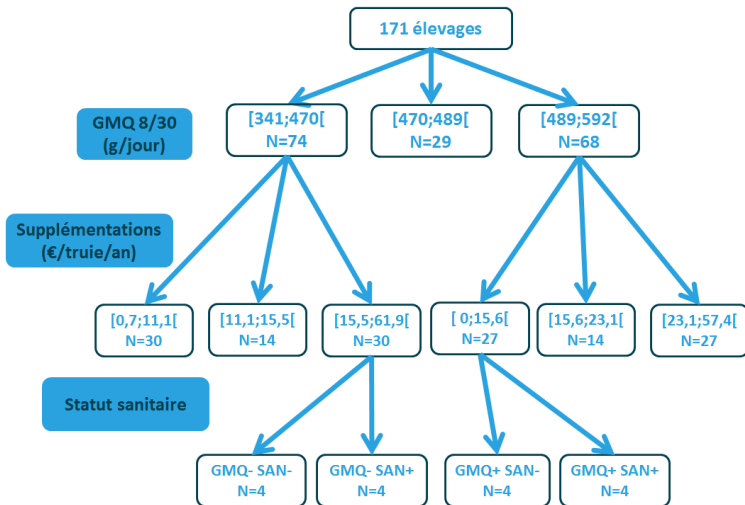 171 élevages
GMQ 8/30
(g/jour)
[341;470[
N=74
[470;489[
N=29
[489;592[
N=68
Supplémentations
(€/truie/an)
[0,7;11,1[
N=30
[11,1;15,5[
N=14
[15,5;61,9[
N=30
[ 0;15,6[
N=27
[15,6;23,1[
N=14
[23,1;57,4[
N=27
Statut sanitaire
GMQ- SAN-
N=4
GMQ- SAN+
N=4
GMQ+ SAN-
N=4
GMQ+ SAN+
N=4